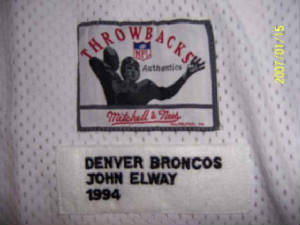 THROWBACKS
NFL
Authentics
Mitchell & Ness
DENVER BRONCOS
JOHN ELWAY
1994
2007/01/15